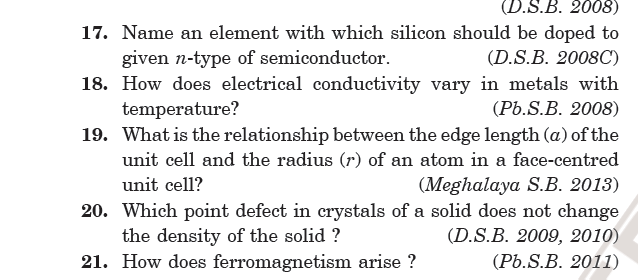 (D.S.B. 2008)
17. Name an element with which silicon should be doped to
given n-type of semiconductor. (D.S.B. 2008C)
18. How does electrical conductivity vary in metals with
temperature? (Pb.S.B. 2008)
19. What is the relationship between the edge length (a) of the
unit cell and the radius (r) of an atom in a face-centred
unit cell? (Meghalaya S.B. 2013)
20. Which point defect in crystals of a solid does not change
the density of the solid ? (D.S.B. 2009, 2010)
21. How does ferromagnetism arise ? (Pb.S.B. 2011)